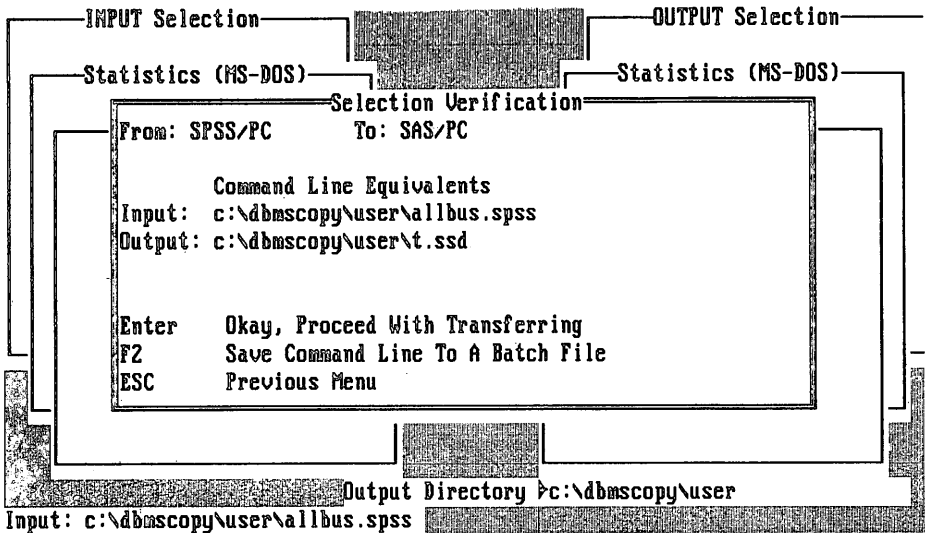 INPUT Selection OUTPUT Selection
Statistics (MS-DOS) Statistics (MS-DOS)
Selection Verification
From: SPSS/PC To: SAS/PC
Command Line Equivalents
Input: c:\dbmscopy\user\allbus.spss
Output: c:\dbmscopy\user\t.ssd
Enter Okay, Proceed With Transferring
F2 Save Command Line To A Batch File
ESC Previous Menu
Output Directory >c:\dbmscopy\user
Input: c:\dbmscopy\user\allbus.spss